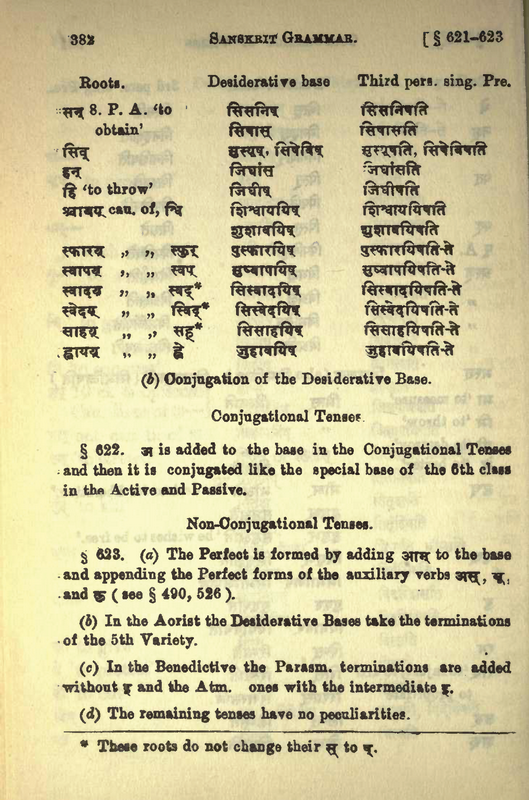 382 SANSKRIT GRAMMAR. [ § 621–623
Roots. Desiderative base Third pers. sing. Pre.
सन् 8. P. A. ‘to सिसनिष् सिसनिषति
obtain’ सिषास् सिषासति
सिव् सुस्यूष्, सिषेविष् सुस्यूषति, सिषेविषति
हन् जिघांस जिघांसति
हि ‘to throw’ जिघीष् जिघीषति
श्वायय् cau. of, श्वि शिश्वाययिष् शिश्वाययिषति
शुशावयिष् शुशावयिषति
स्फारय् ,, ,, स्फुर् पुस्फारयिष् पुस्फारयिषति-ते
स्वापय् ,, ,, स्वप् सुष्वापयिष् सुष्वापयिषति-ते
स्वादय् ,, ,, स्वद्* सिस्वादयिष् सिस्वादयिषति-ते
स्वेदय् ,, ,, स्विद्* सिस्वेदयिष् सिस्वेदयिषति-ते
साहय् ,, ,, सह्* सिसाहयिष् सिसाहयिषति-ते
ह्वायय् ,, ,, ह्वे जुहावयिष् जुहावयिषति-ते
(b) Conjugation of the Desiderative Base.
Conjugational Tenses.
§ 622. अ is added to the base in the Conjugational Tenses
and then it is conjugated like the special base of the 6th class
in the Active and Passive.
Non-Conjugational Tenses.
§ 623. (a) The Perfect is formed by adding आम् to the base
and appending the Perfect forms of the auxiliary verbs अस्, भू,
and कृ ( see § 490, 526 ).
(b) In the Aorist the Desiderative Bases take the terminations
of the 5th Variety.
(c) In the Benedictive the Parasm. terminations are added
without इ and the Atm. ones with the intermediate इ.
(d) The remaining tenses have no peculiarities.
* These roots do not change their स् to ष्.